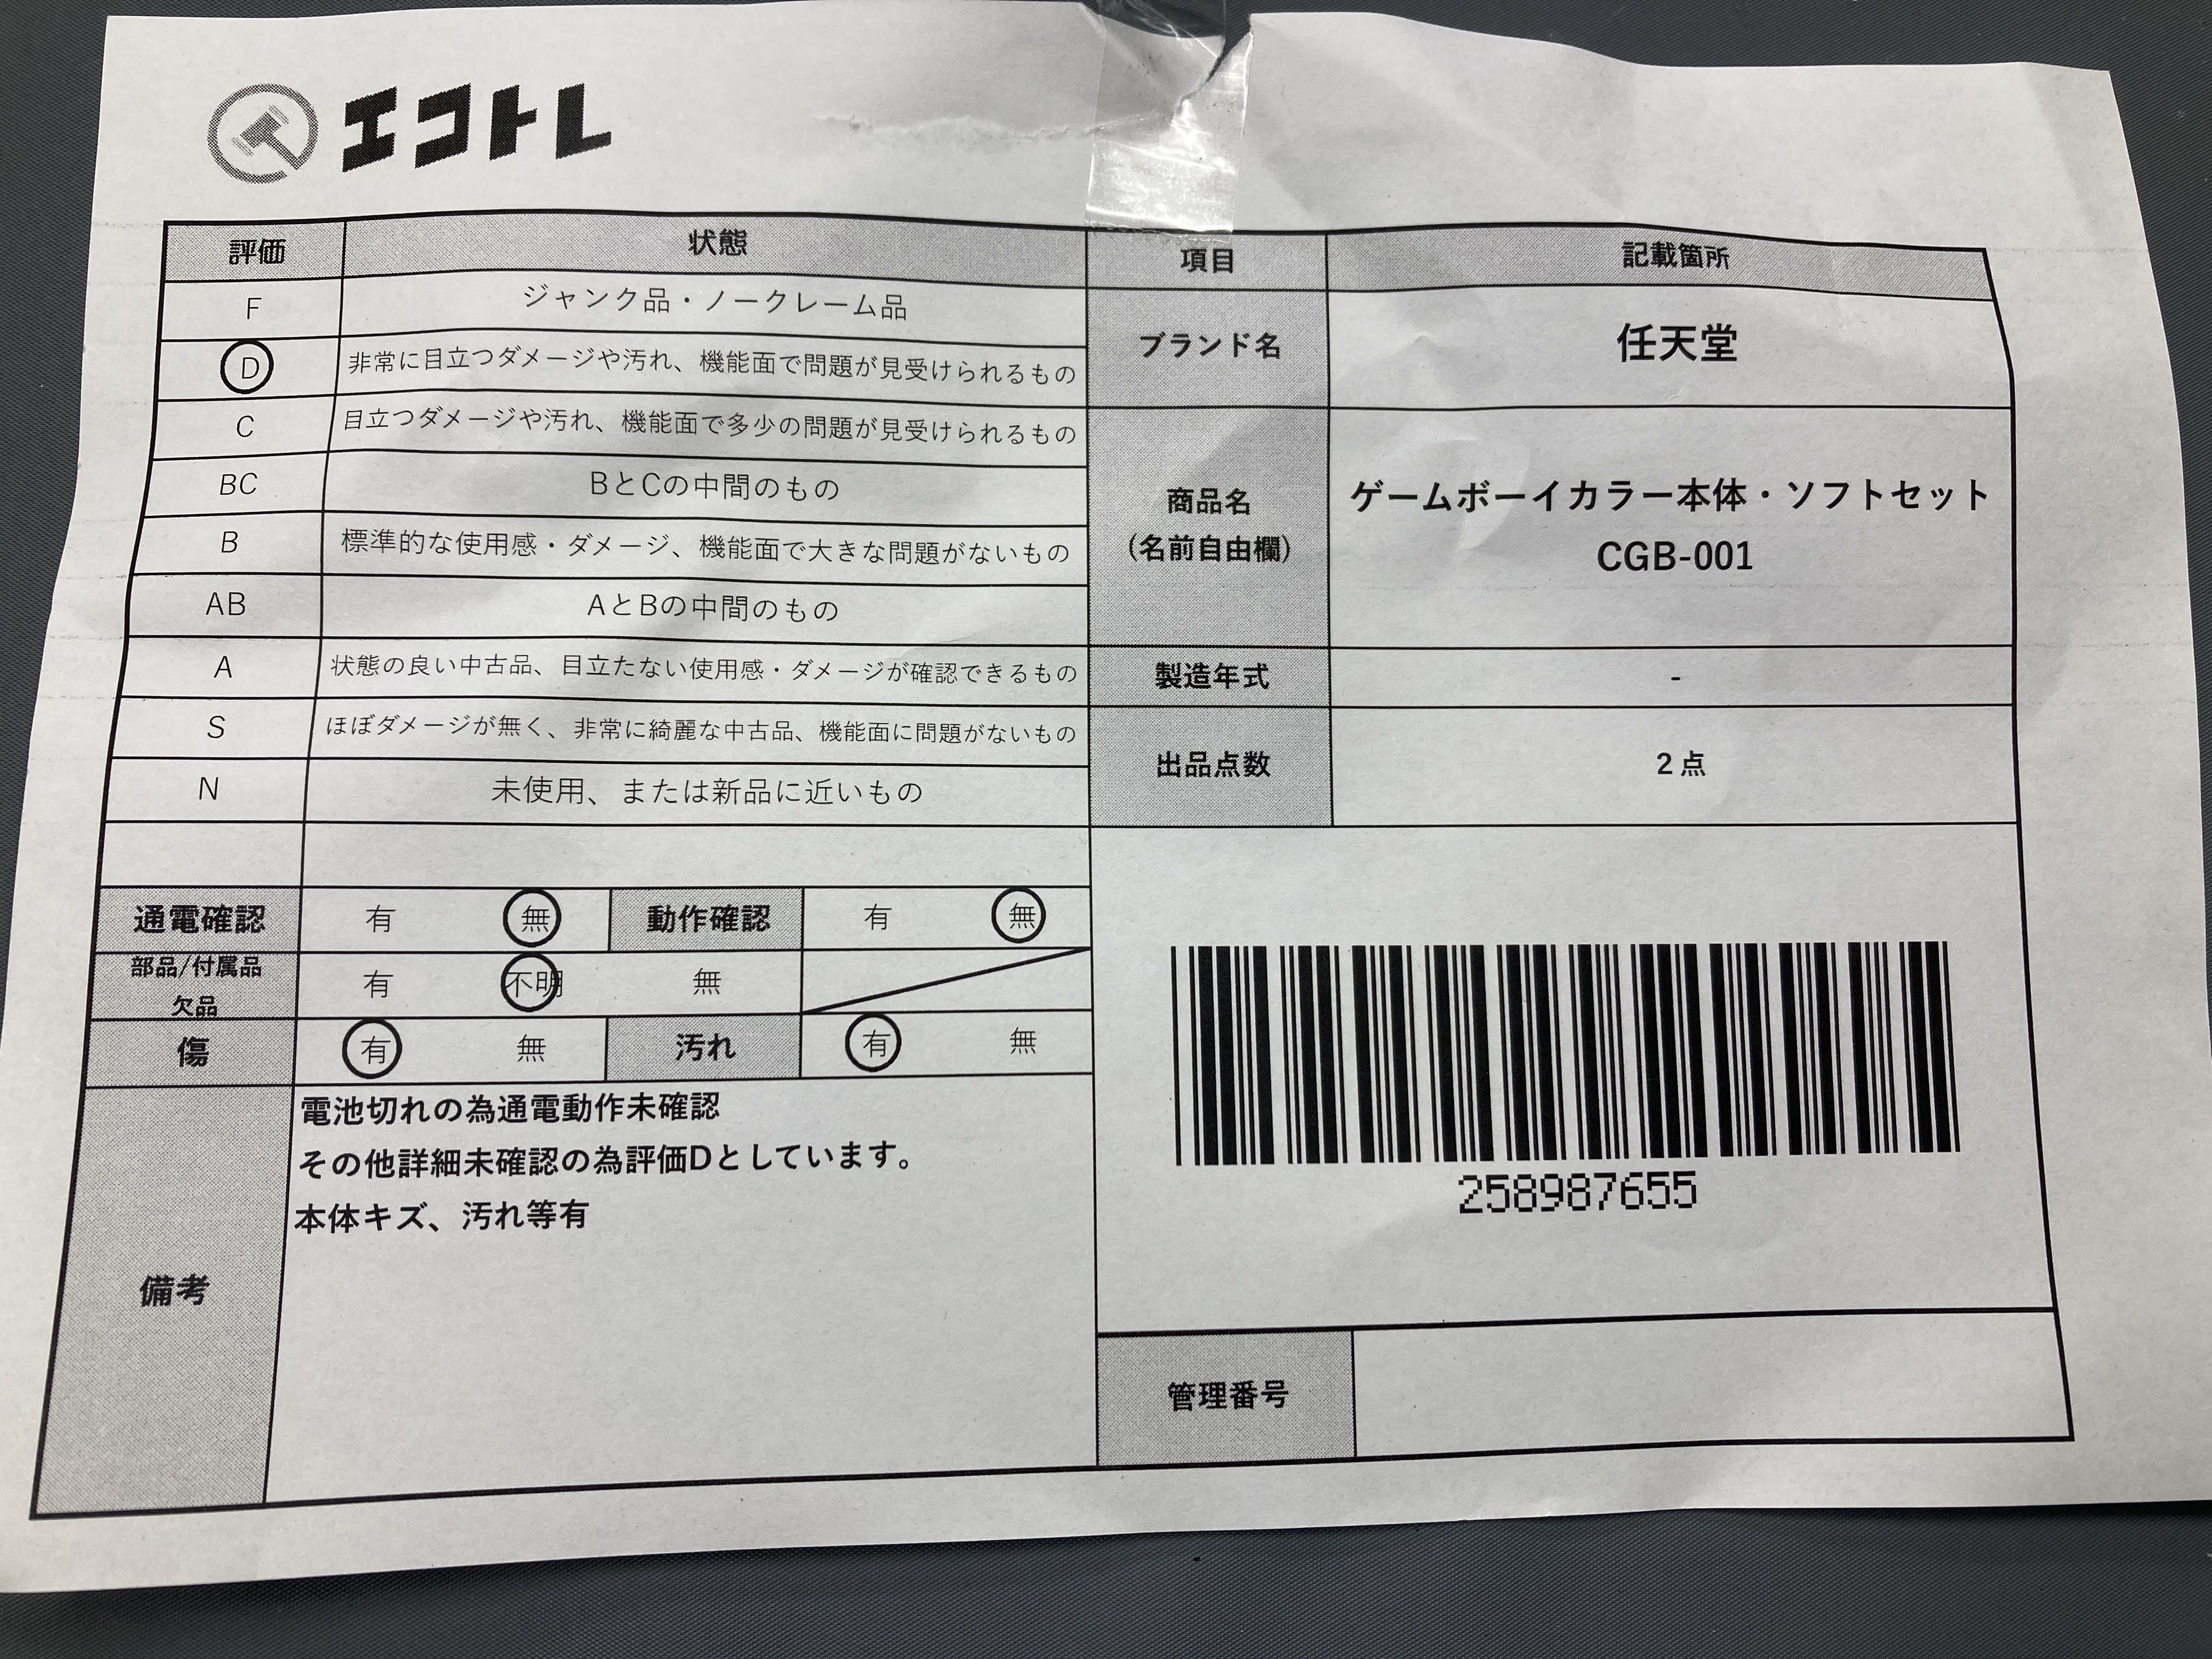 エコトレ
評価 状態
F ジャンク品・ノークレーム品
D 非常に目立つダメージや汚れ、機能面で問題が見受けられるもの
C 目立つダメージや汚れ、機能面で多少の問題が見受けられるもの
BC BとCの中間のもの
B 標準的な使用感・ダメージ、機能面で大きな問題がないもの
AB AとBの中間のもの
A 状態の良い中古品、目立たない使用感・ダメージが確認できるもの
S ほぼダメージが無く、非常に綺麗な中古品、機能面に問題がないもの
N 未使用、または新品に近いもの
通電確認 有 無 動作確認 有 無
部品/付属品
欠品
有 不明 無
傷 有 無 汚れ 有 無
備考
電池切れの為通電動作未確認
その他詳細未確認の為評価Dとしています。
本体キズ、汚れ等有
項目 記載箇所
ブランド名 任天堂
商品名
(名前自由欄)
ゲームボーイカラー本体・ソフトセット
CGB-001
製造年式 -
出品点数 2点
258987655
管理番号